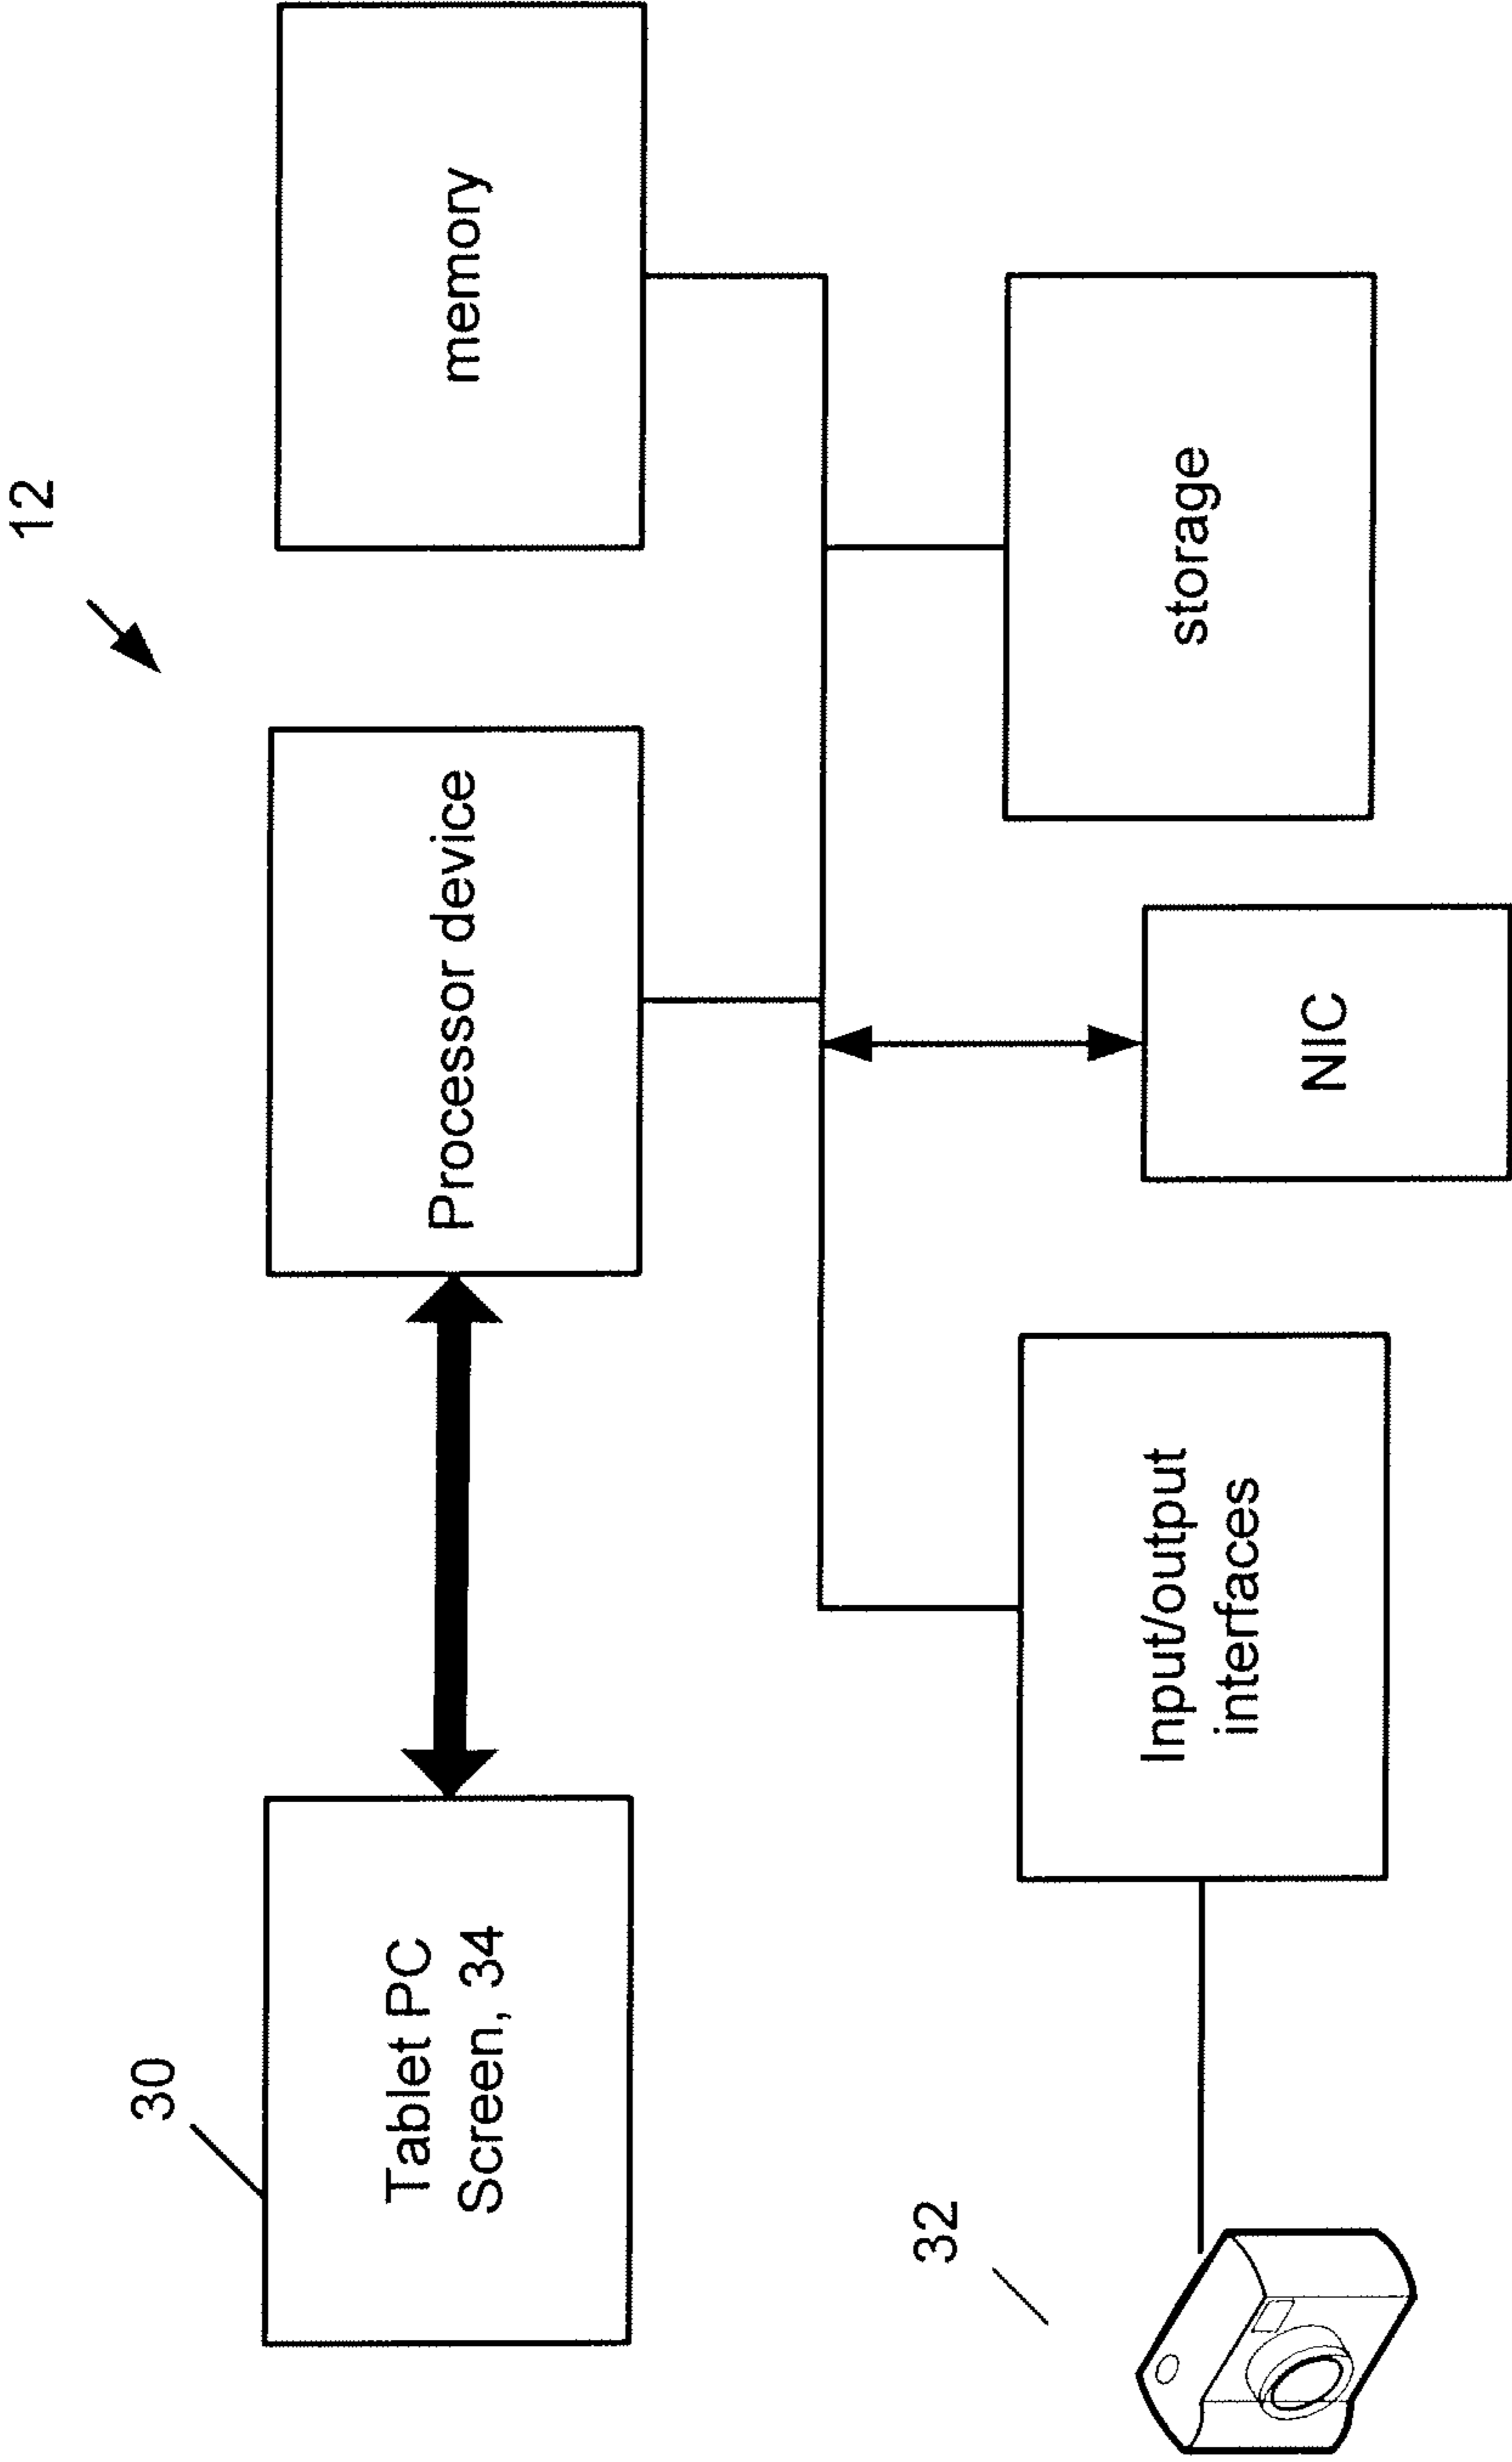 12
30
Tablet PC
Screen, 34
Processor device
memory
32
Input/output
interfaces
NIC
storage